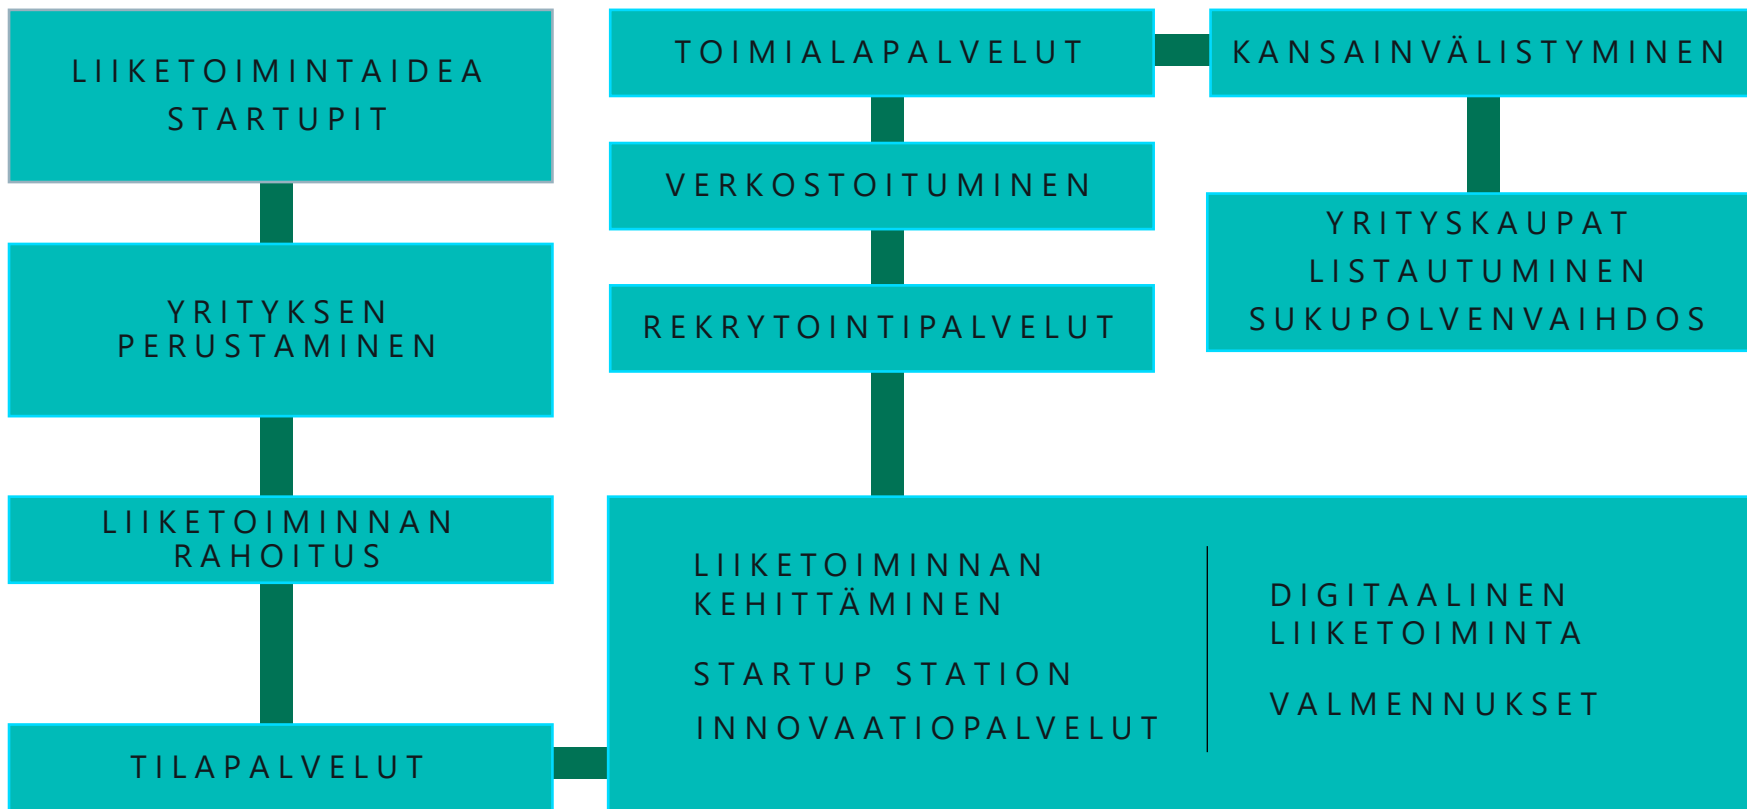 LIIKETOIMINTAIDEA
STARTUPIT
YRITYKSEN
PERUSTAMINEN
LIIKETOIMINNAN
RAHOITUS
TILAPALVELUT
LIIKETOIMINNAN
KEHITTÄMINEN
STARTUP STATION
INNOVAATIOPALVELUT
DIGITAALINEN
LIIKETOIMINTA
VALMENNUKSET
REKRYTOINTIPALVELUT
VERKOSTOITUMINEN
TOIMIALAPALVELUT
KANSAINVÄLISTYMINEN
YRITYSKAUPAT
LISTAUTUMINEN
SUKUPOLVENVAIHDOS